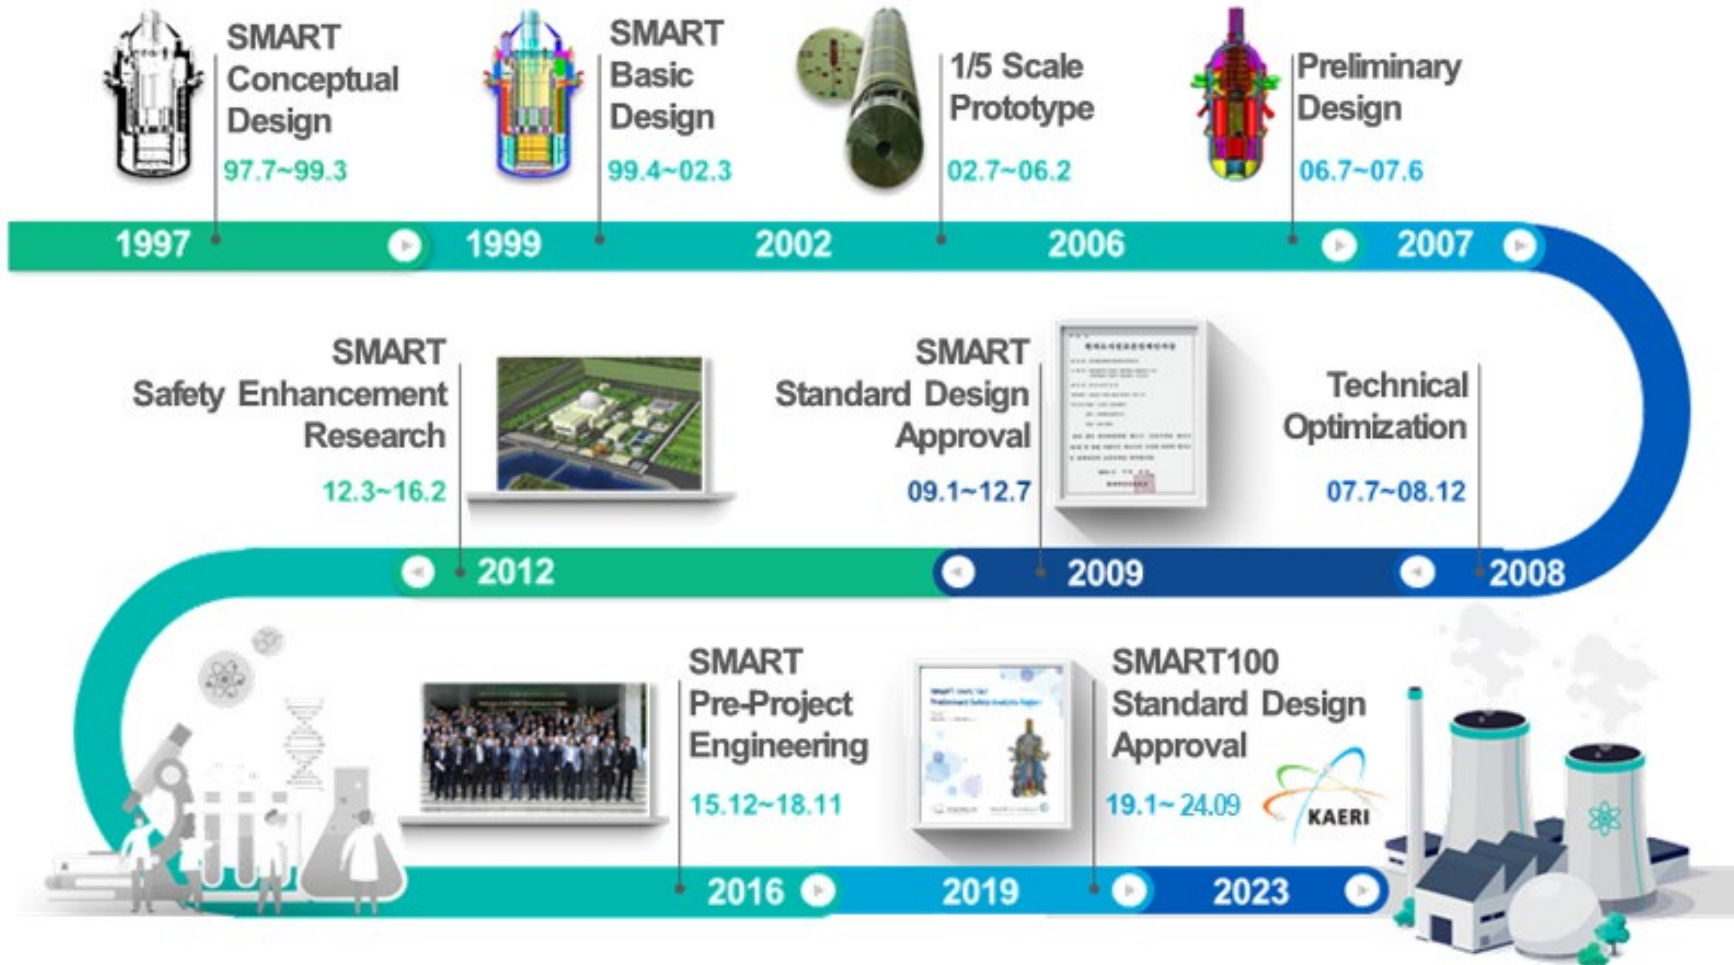 SMART
Conceptual
Design
97.7~99.3
SMART
Basic
Design
99.4~02.3
1/5 Scale
Prototype
02.7~06.2
Preliminary
Design
06.7~07.6
1997
1999
2002
2006
2007
SMART
Safety Enhancement
Research
12.3~16.2
SMART
Standard Design
Approval
09.1~12.7
Technical
Optimization
07.7~08.12
2012
2009
2008
SMART
Pre-Project
Engineering
15.12~18.11
SMART100
Standard Design
Approval
19.1~ 24.09
KAERI
2016
2019
2023